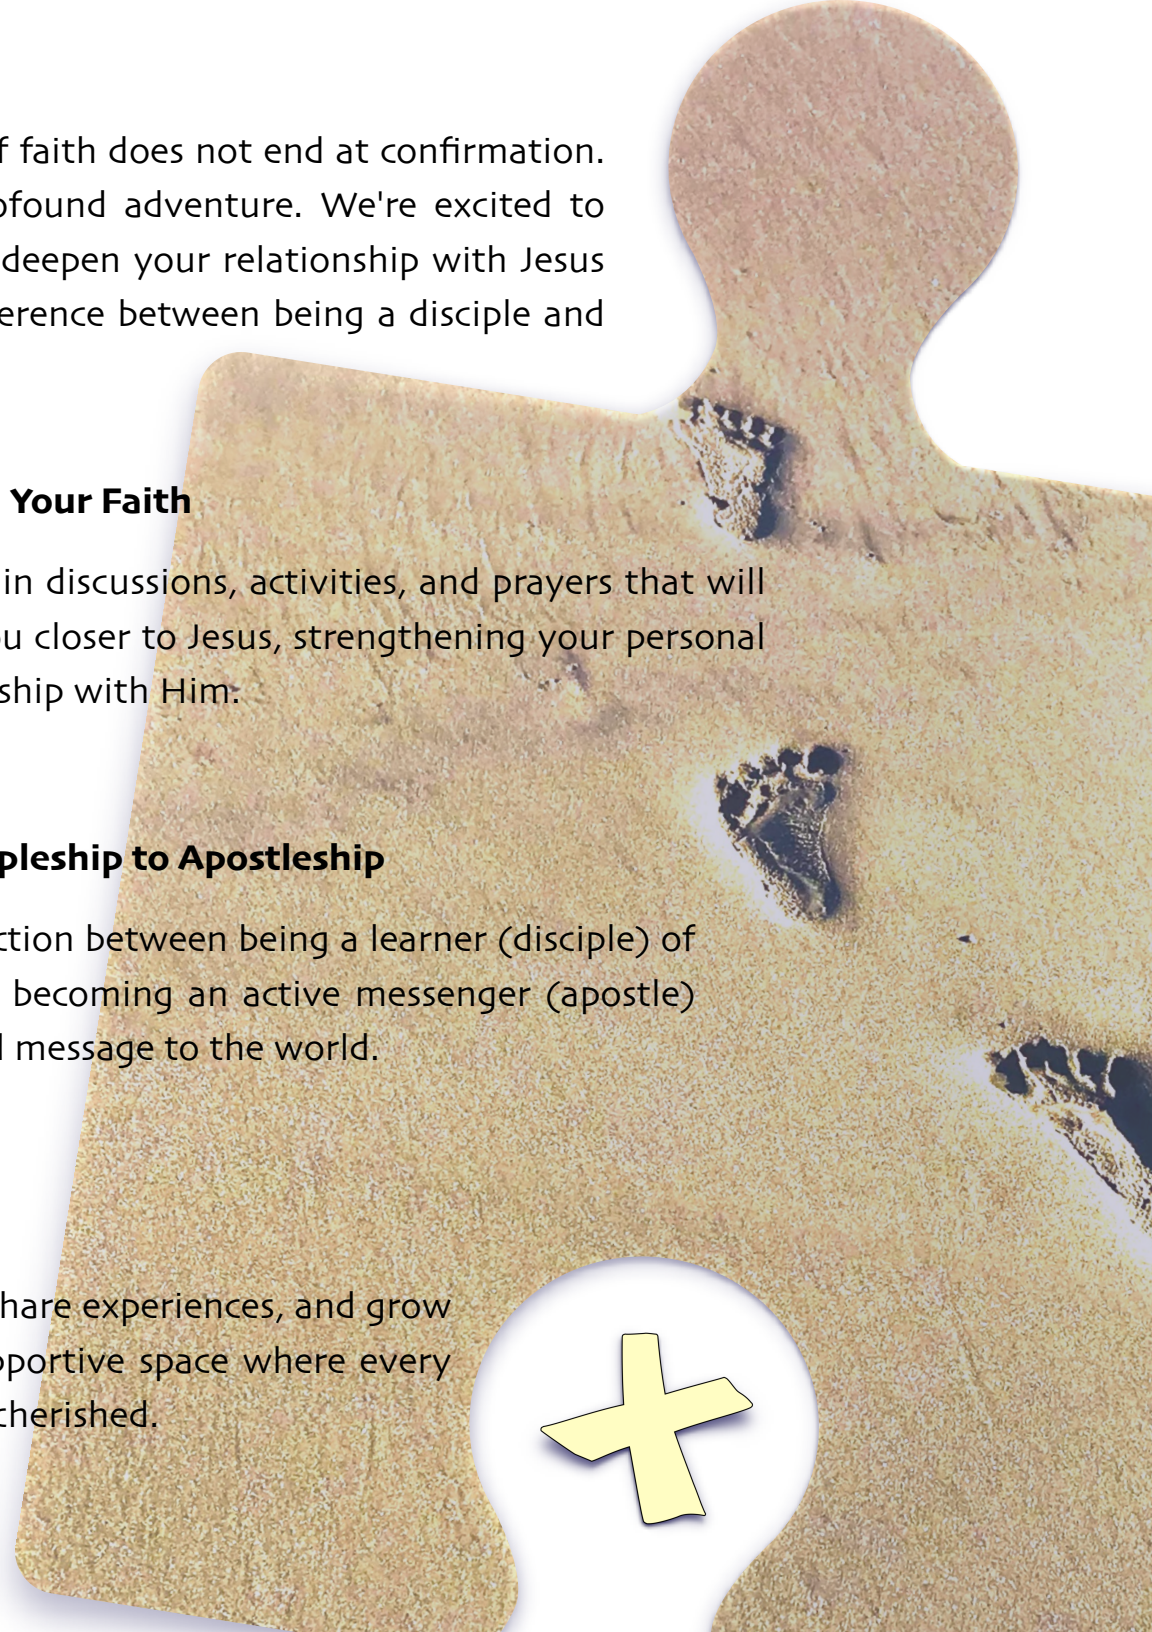 f faith does not end at confirmation.
ofound adventure. We're excited to
deepen your relationship with Jesus
erence between being a disciple and
Your Faith
in discussions, activities, and prayers that will
ou closer to Jesus, strengthening your personal
ship with Him.
pleship to Apostleship
ction between being a learner (disciple) of
becoming an active messenger (apostle)
message to the world.
hare experiences, and grow
pportive space where every
cherished.